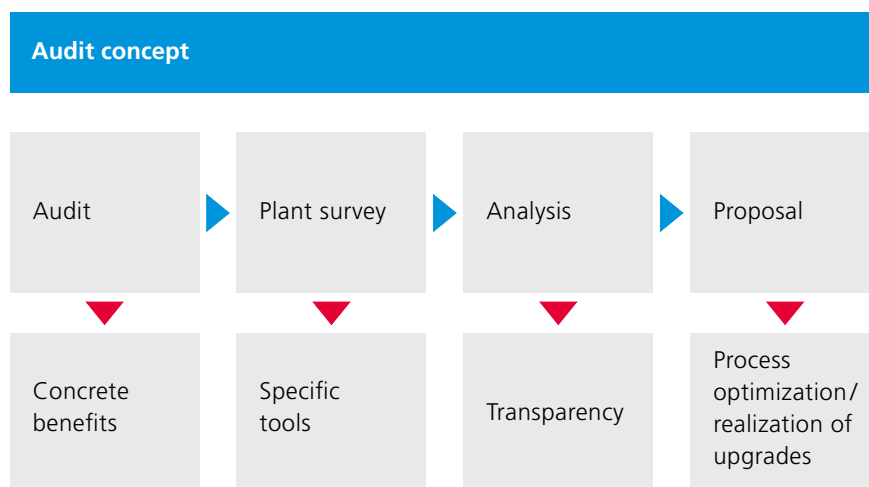 Audit concept
Audit
Plant survey
Analysis
Proposal
Concrete
benefits
Specific
tools
Transparency
Process
optimization/
realization of
upgrades